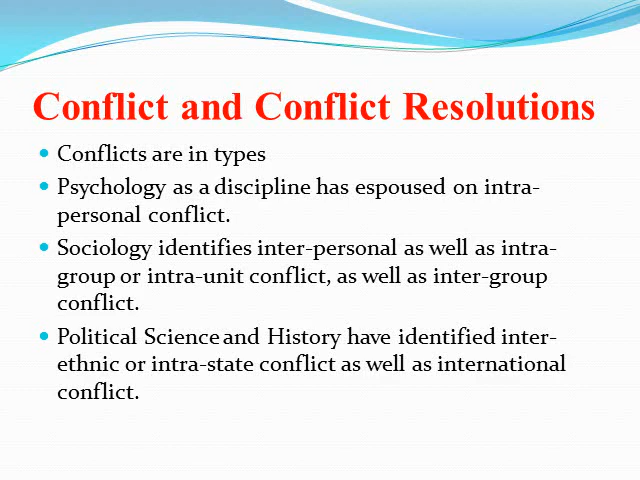 Conflict and Conflict Resolutions
• Conflicts are in types
• Psychology as a discipline has espoused on intra-
personal conflict.
• Sociology identifies inter-personal as well as intra-
group or intra-unit conflict, as well as inter-group
conflict.
• Political Science and History have identified inter-
ethnic or intra-state conflict as well as international
conflict.